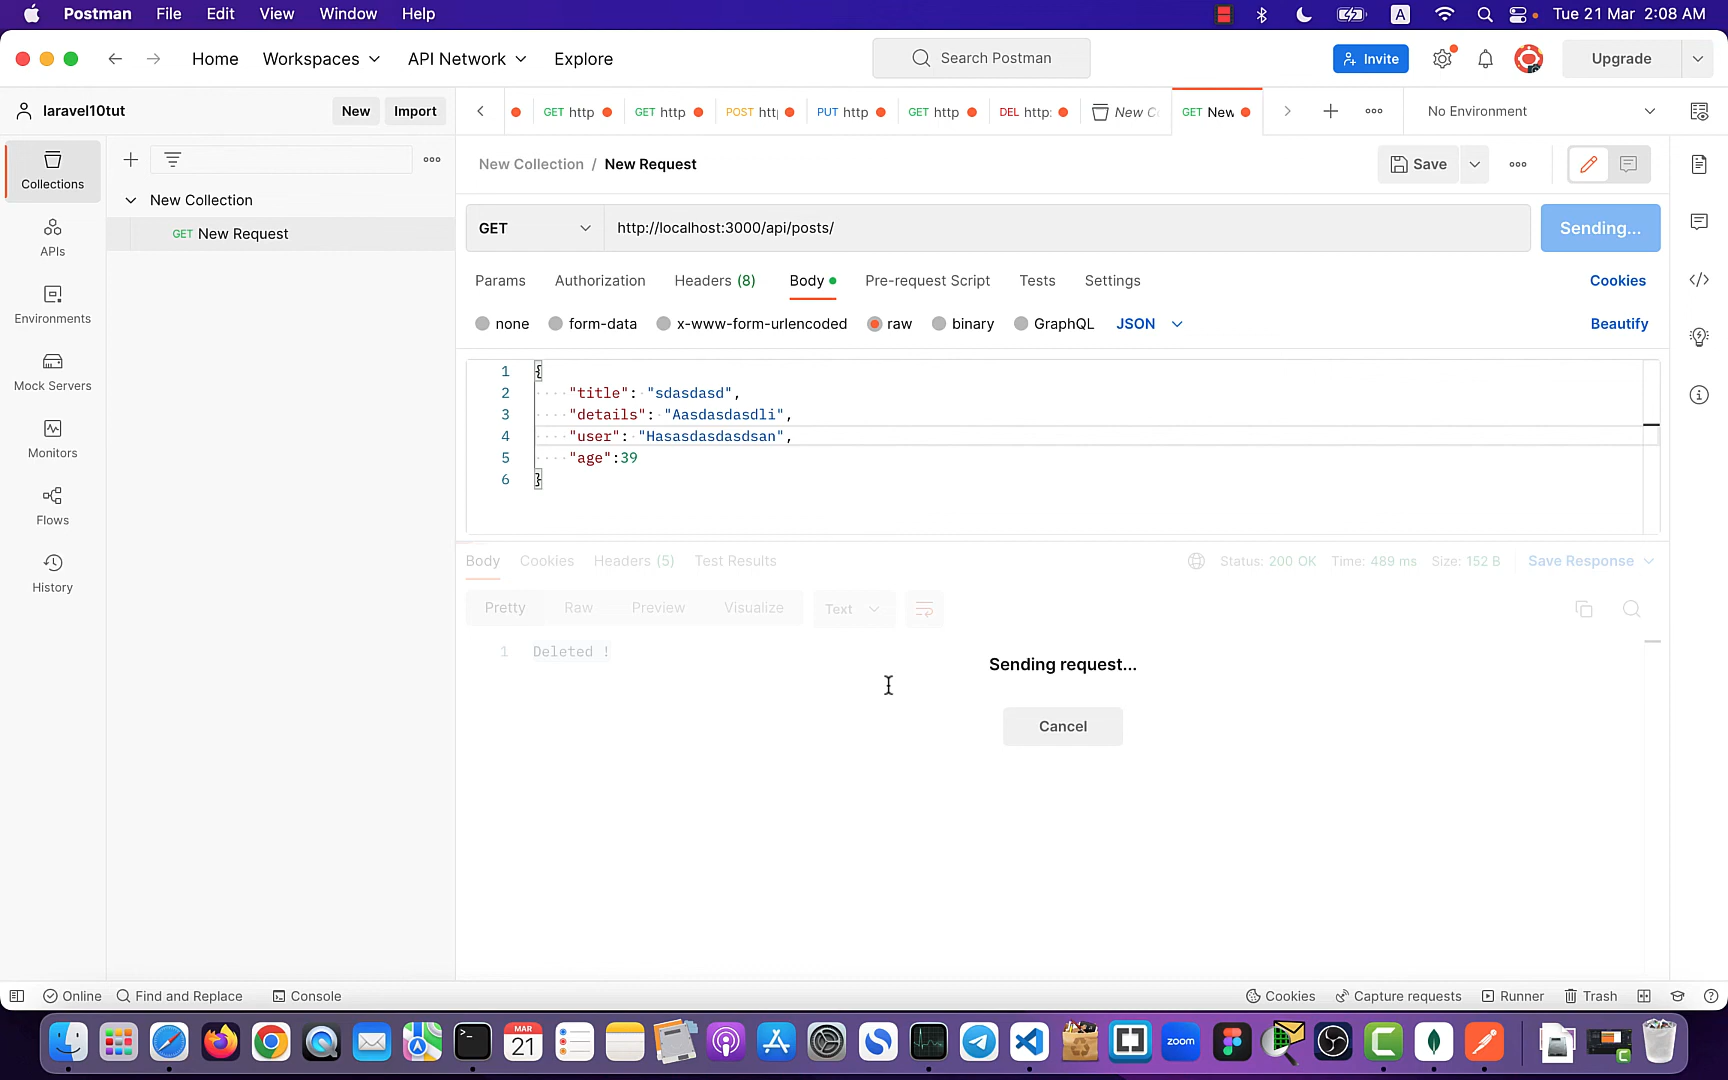 Postman File Edit View Window Help A Tue 21 Mar 2:08 AM
Home Workspaces API Network Explore Search Postman Invite Upgrade
laravel10tut New Import GET http GET http POST htt PUT http GET http DEL http: New C GET New No Environment
New Collection / New Request Save
Collections
APIs
Environments
Mock Servers
Monitors
Flows
History
New Collection
GET New Request
GET http://localhost:3000/api/posts/ Sending...
Params Authorization Headers (8) Body Pre-request Script Tests Settings Cookies
none form-data x-www-form-urlencoded raw binary GraphQL JSON Beautify
1 {
2 "title": "sdasdasd",
3 "details": "Aasdasdasdli",
4 "user": "Hasasdasdasdsan",
5 "age":39
6 }
Body Cookies Headers (5) Test Results Status: 200 OK Time: 489 ms Size: 152 B Save Response
Pretty Raw Preview Visualize Text
1 Deleted !
Sending request...
Cancel
Online Find and Replace Console Cookies Capture requests Runner Trash
MAR
21
zoom